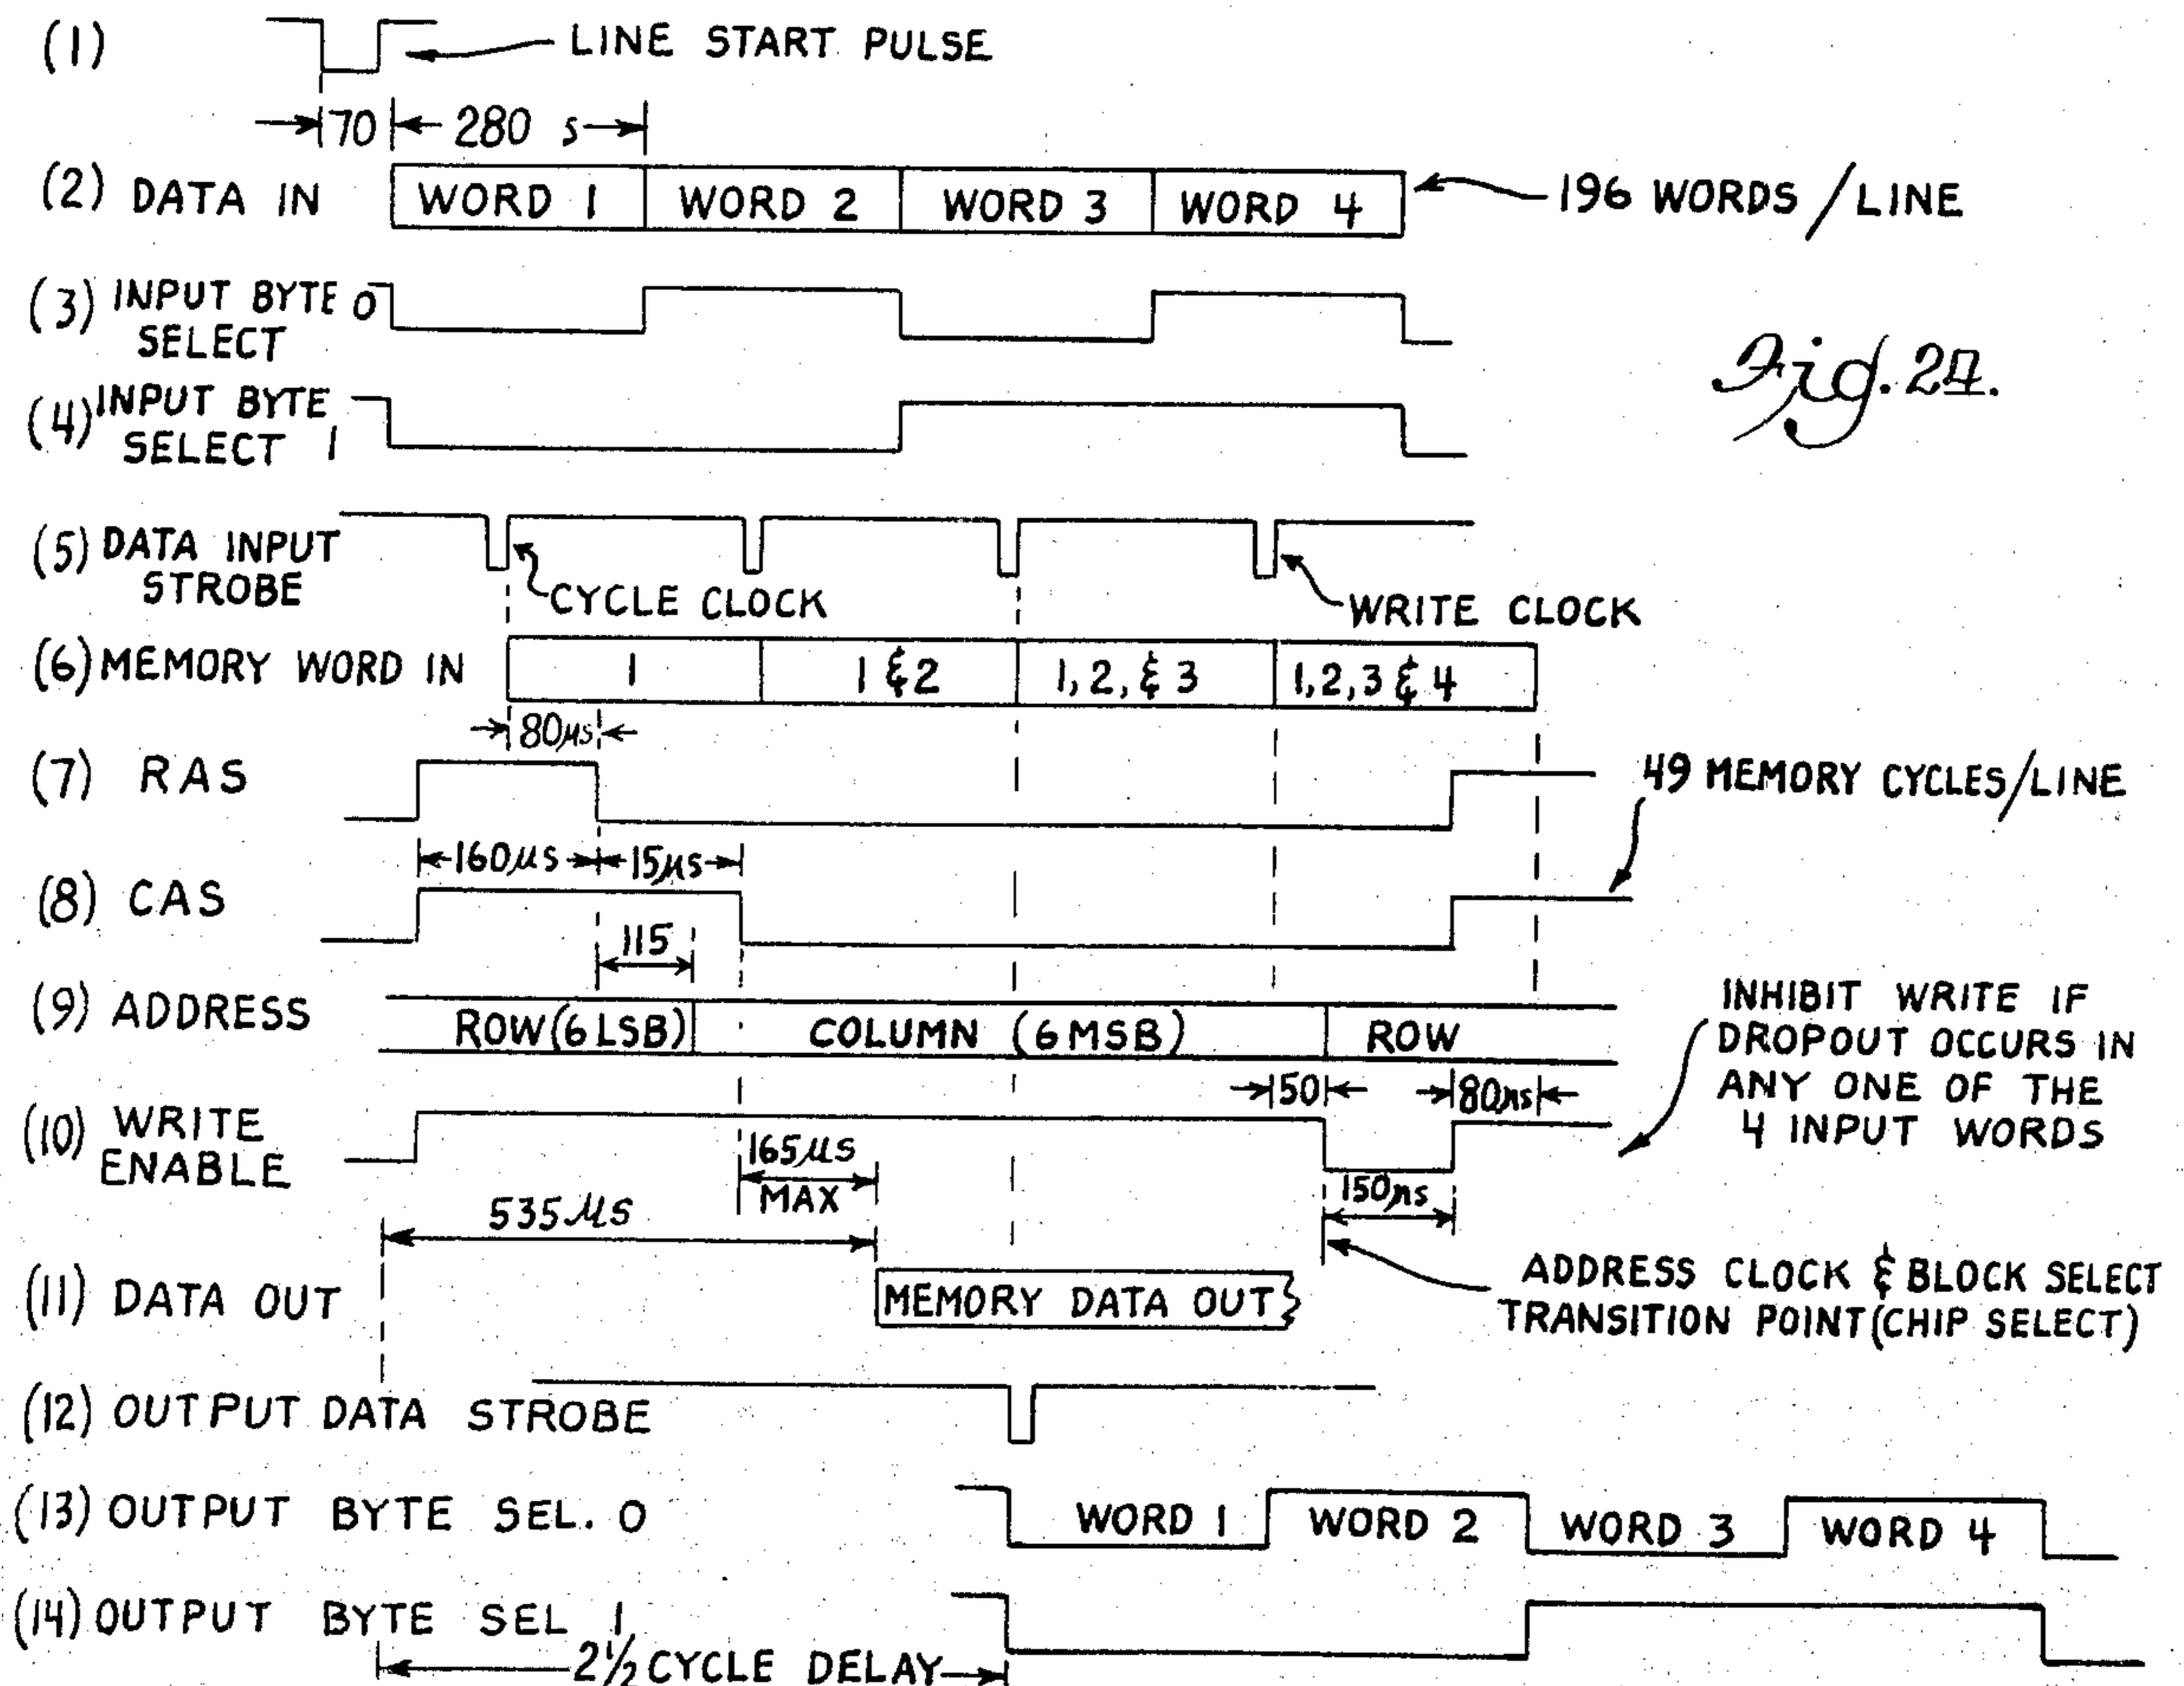 (1)
LINE START PULSE
70
280 s
(2) DATA IN
WORD 1
WORD 2
WORD 3
WORD 4
196 WORDS / LINE
(3) INPUT BYTE 0
SELECT
Fig. 24.
(4) INPUT BYTE
SELECT 1
(5) DATA INPUT
STROBE
CYCLE CLOCK
WRITE CLOCK
(6) MEMORY WORD IN
1
1 & 2
1, 2, & 3
1, 2, 3 & 4
80µs
(7) RAS
49 MEMORY CYCLES/LINE
160µs
15µs
(8) CAS
115
(9) ADDRESS
ROW (6 LSB)
COLUMN (6 MSB)
ROW
INHIBIT WRITE IF
DROPOUT OCCURS IN
ANY ONE OF THE
4 INPUT WORDS
50
80ns
(10) WRITE
ENABLE
165µs
MAX
150ns
535µs
(11) DATA OUT
MEMORY DATA OUT
ADDRESS CLOCK & BLOCK SELECT
TRANSITION POINT (CHIP SELECT)
(12) OUTPUT DATA STROBE
(13) OUTPUT BYTE SEL. 0
WORD 1
WORD 2
WORD 3
WORD 4
(14) OUTPUT BYTE SEL 1
2½ CYCLE DELAY